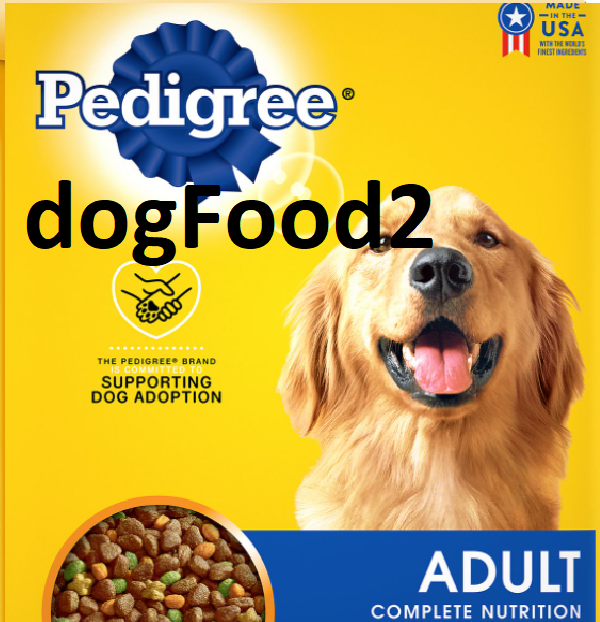 MADE
IN THE
USA
WITH THE WORLD'S
FINEST INGREDIENTS
Pedigree®
dogFood2
THE PEDIGREE® BRAND
IS COMMITTED TO
SUPPORTING
DOG ADOPTION
ADULT
COMPLETE NUTRITION